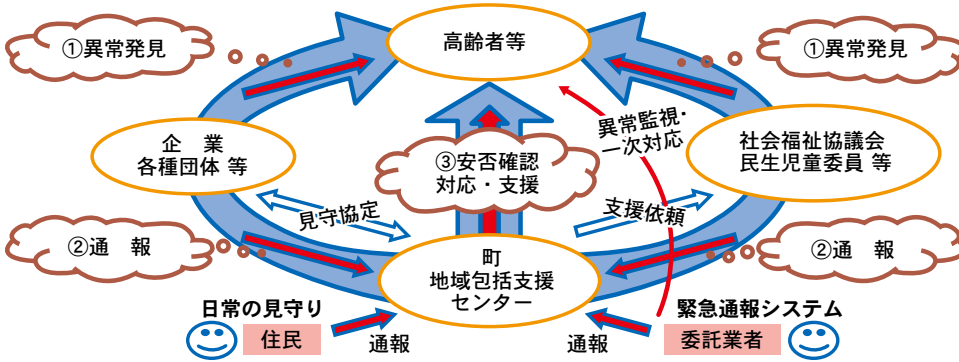 高齢者等
①異常発見
①異常発見
企　業
各種団体 等
③安否確認
対応・支援
異常監視・
一次対応
社会福祉協議会
民生児童委員 等
見守協定
支援依頼
②通　報
②通　報
町
地域包括支援
センター
日常の見守り
住民
通報
緊急通報システム
委託業者
通報